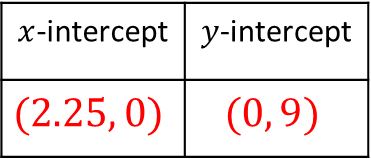 x-intercept y-intercept
(2.25, 0) (0, 9)